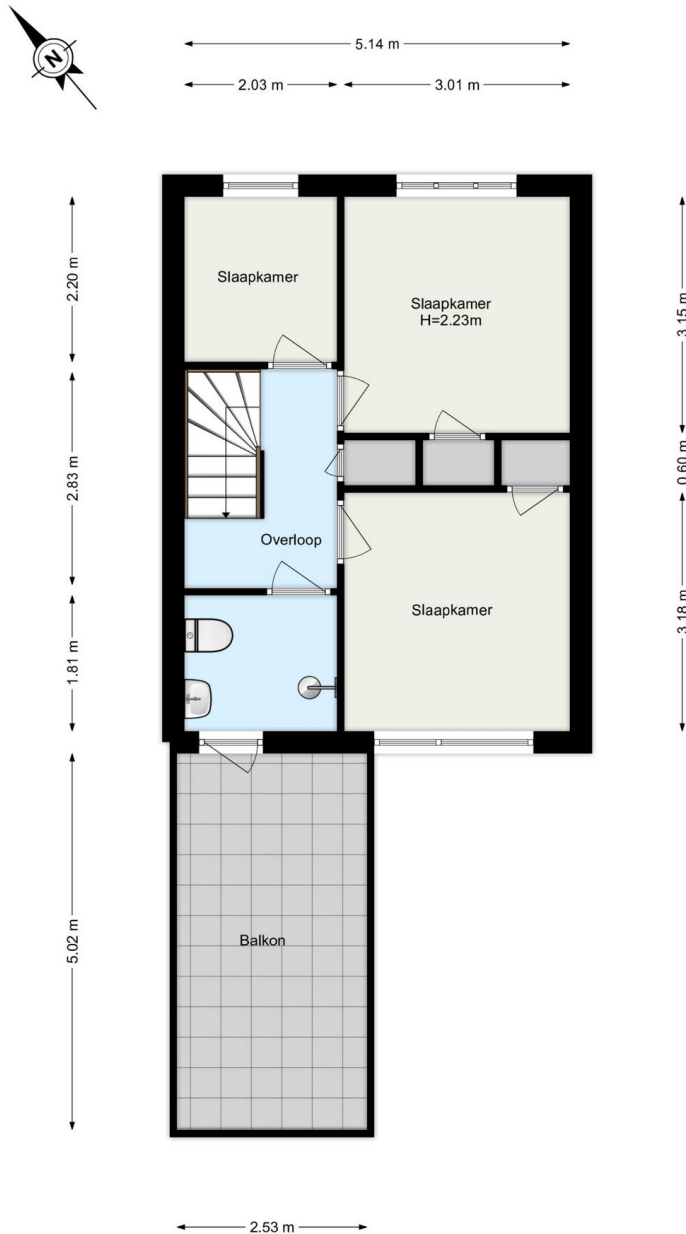 N
5.14 m
2.03 m
3.01 m
2.20 m
2.83 m
1.81 m
5.02 m
3.15 m
0.60 m
3.18 m
Slaapkamer
Slaapkamer
H=2.23m
Overloop
Slaapkamer
Balkon
2.53 m